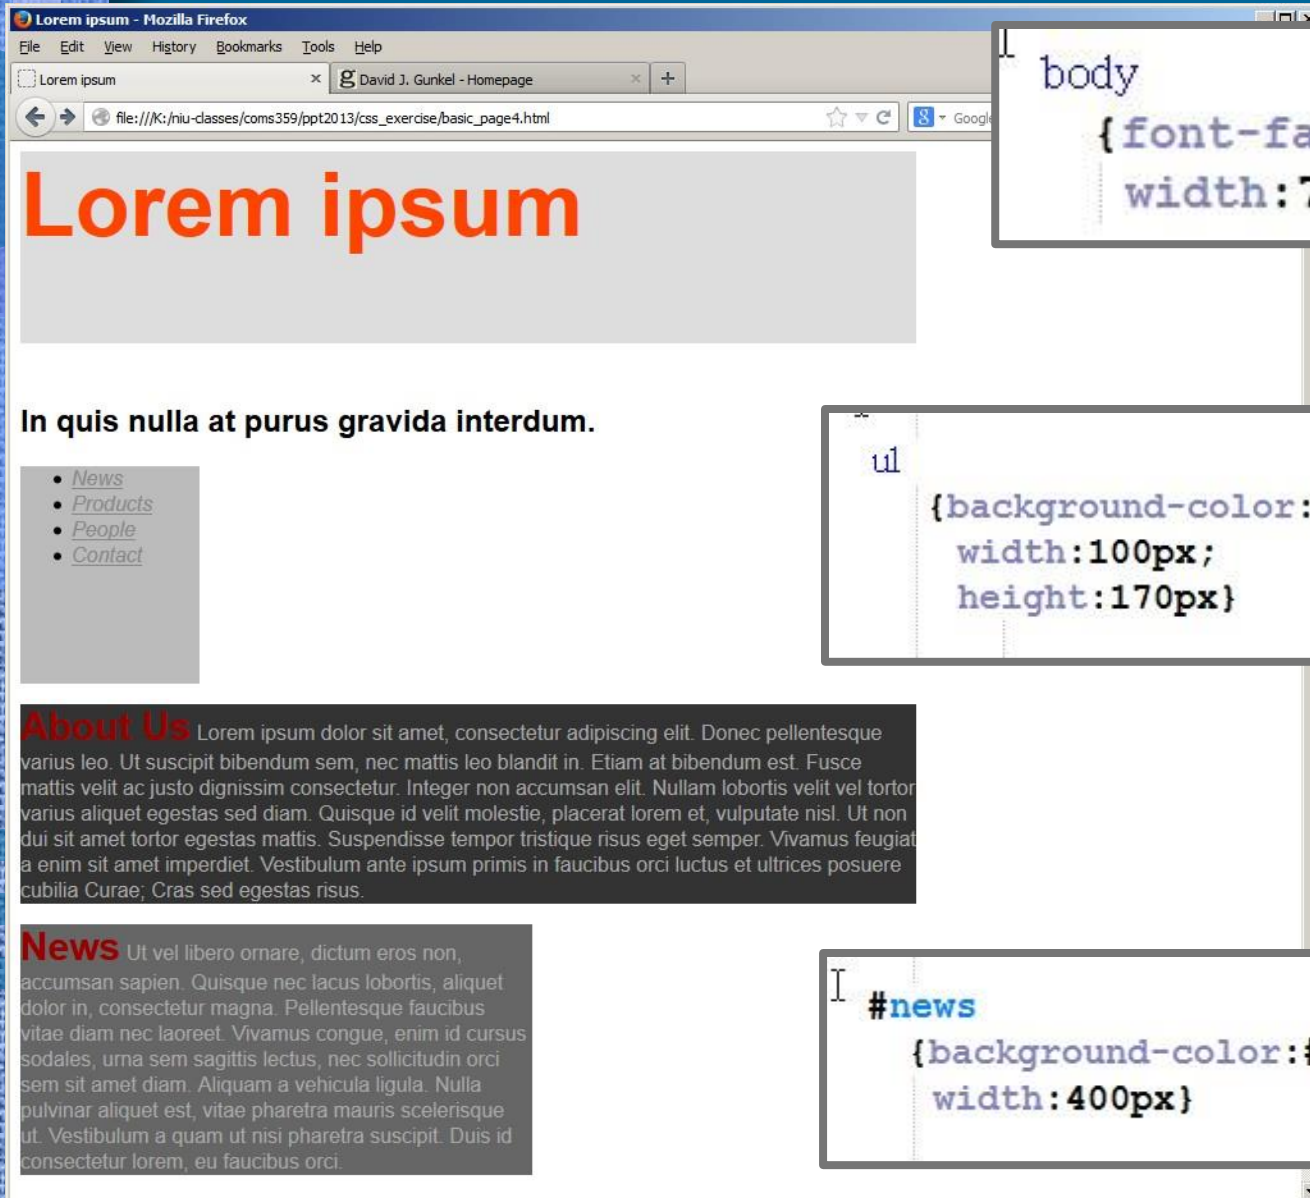 Lorem ipsum - Mozilla Firefox
File Edit View History Bookmarks Tools Help
Lorem ipsum × g David J. Gunkel - Homepage × +
file:///K:/niu-classes/coms359/ppt2013/css_exercise/basic_page4.html
body
{font-fa
width:7
Lorem ipsum
In quis nulla at purus gravida interdum.
News
Products
People
Contact
ul
{background-color:
width:100px;
height:170px}
About Us Lorem ipsum dolor sit amet, consectetur adipiscing elit. Donec pellentesque
varius leo. Ut suscipit bibendum sem, nec mattis leo blandit in. Etiam at bibendum est. Fusce
mattis velit ac justo dignissim consectetur. Integer non accumsan elit. Nullam lobortis velit vel tortor
varius aliquet egestas sed diam. Quisque id velit molestie, placerat lorem et, vulputate nisl. Ut non
dui sit amet tortor egestas mattis. Suspendisse tempor tristique risus eget semper. Vivamus feugiat
a enim sit amet imperdiet. Vestibulum ante ipsum primis in faucibus orci luctus et ultrices posuere
cubilia Curae; Cras sed egestas risus.
News Ut vel libero ornare, dictum eros non,
accumsan sapien. Quisque nec lacus lobortis, aliquet
dolor in, consectetur magna. Pellentesque faucibus
vitae diam nec laoreet. Vivamus congue, enim id cursus
sodales, urna sem sagittis lectus, nec sollicitudin orci
sem sit amet diam. Aliquam a vehicula ligula. Nulla
pulvinar aliquet est, vitae pharetra mauris scelerisque
ut. Vestibulum a quam ut nisi pharetra suscipit. Duis id
consectetur lorem, eu faucibus orci.
#news
{background-color:#
width:400px}